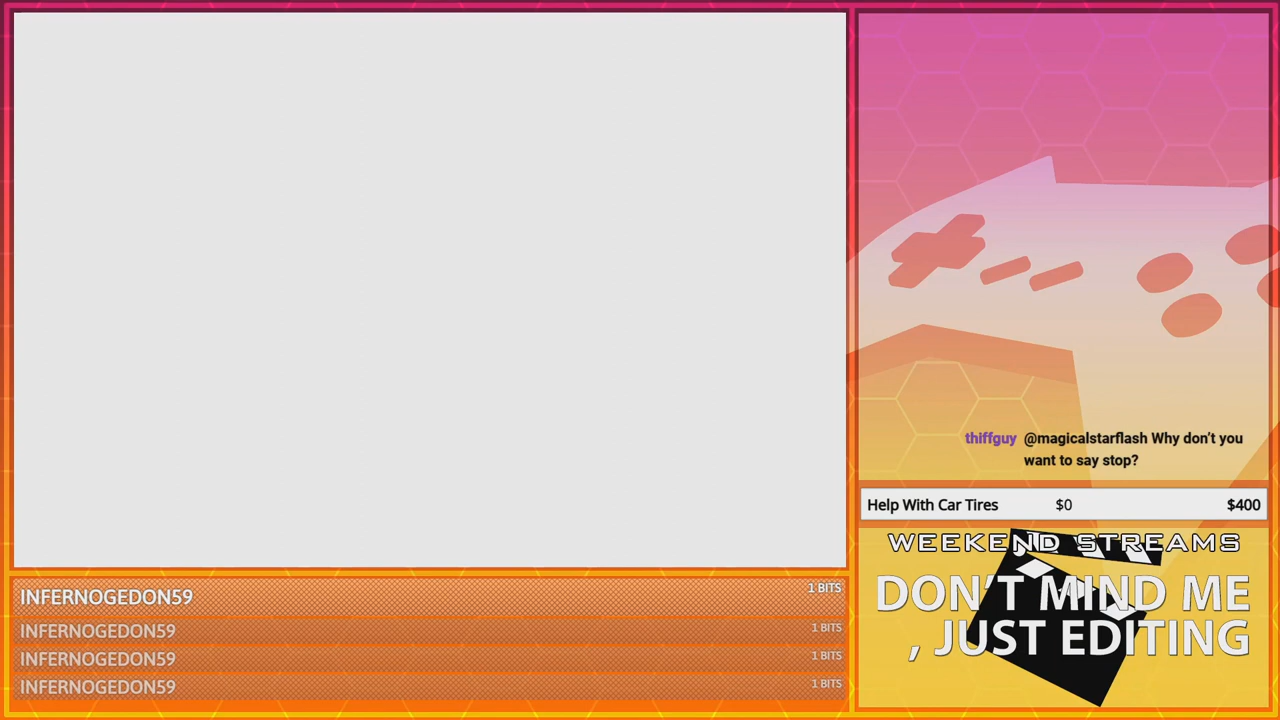 thiffguy @magicalstarflash Why don't you
want to say stop?
Help With Car Tires $0 $400
WEEKEND STREAMS
DON'T MIND ME
, JUST EDITING
INFERNOGEDON59 1 BITS
INFERNOGEDON59 1 BITS
INFERNOGEDON59 1 BITS
INFERNOGEDON59 1 BITS